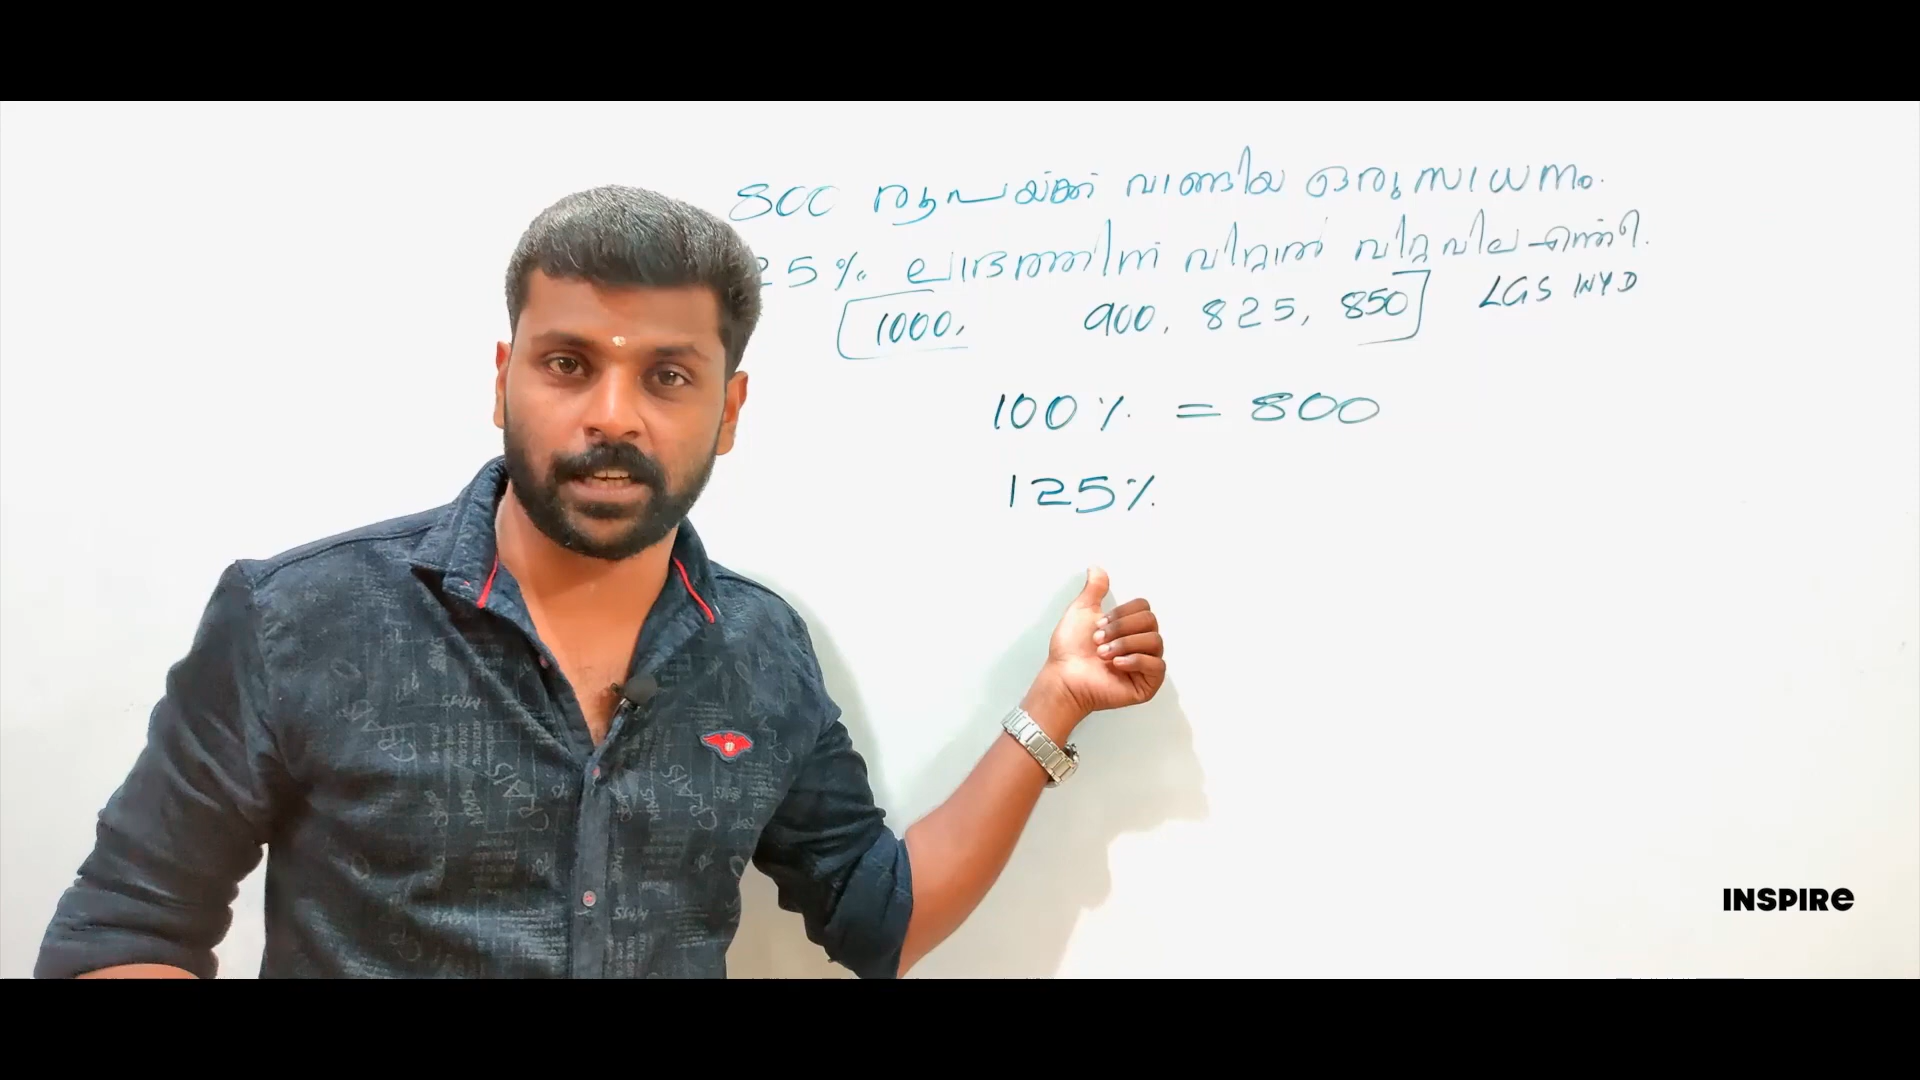 800 രൂപയ്ക്ക് വാങ്ങിയ ഒരു സാധനം.
25% ലാഭത്തിന് വിറ്റാൽ വിറ്റവില എന്ത്.
1000, 900, 825, 850 LGS WYD
100% = 800
125%
INSPIRE